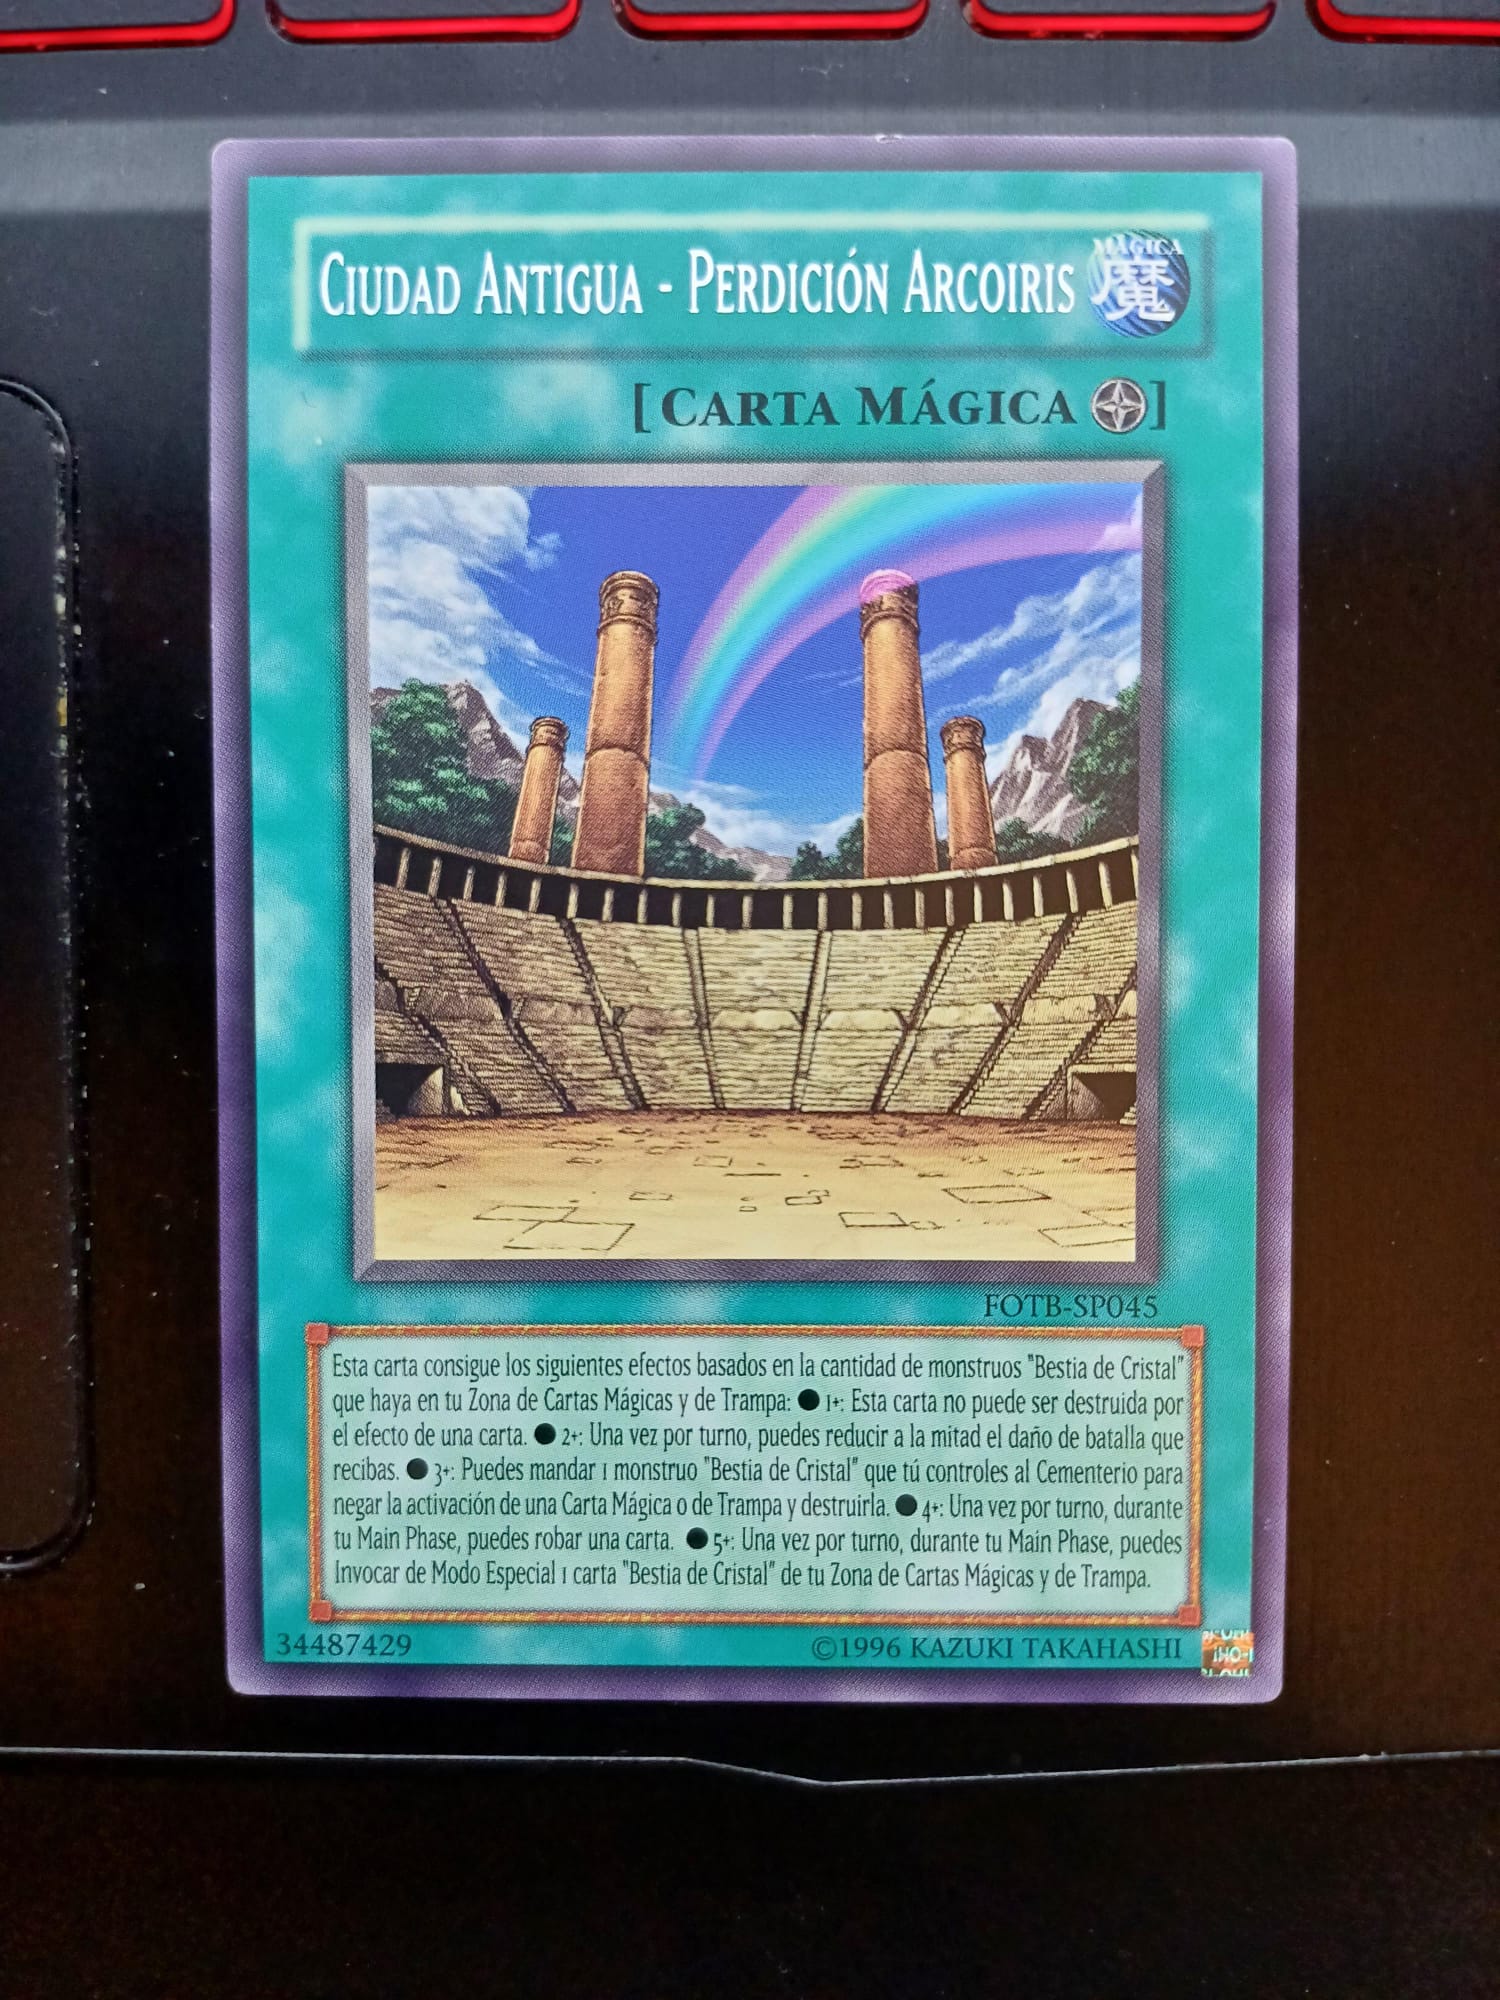 CIUDAD ANTIGUA - PERDICIÓN ARCOIRIS
MÁGICA
魔
[CARTA MÁGICA]
FOTB-SP045
Esta carta consigue los siguientes efectos basados en la cantidad de monstruos "Bestia de Cristal"
que haya en tu Zona de Cartas Mágicas y de Trampa: ● 1+: Esta carta no puede ser destruida por
el efecto de una carta. ● 2+: Una vez por turno, puedes reducir a la mitad el daño de batalla que
recibas. ● 3+: Puedes mandar 1 monstruo "Bestia de Cristal" que tú controles al Cementerio para
negar la activación de una Carta Mágica o de Trampa y destruirla. ● 4+: Una vez por turno, durante
tu Main Phase, puedes robar una carta. ● 5+: Una vez por turno, durante tu Main Phase, puedes
Invocar de Modo Especial 1 carta "Bestia de Cristal" de tu Zona de Cartas Mágicas y de Trampa.
34487429
©1996 KAZUKI TAKAHASHI